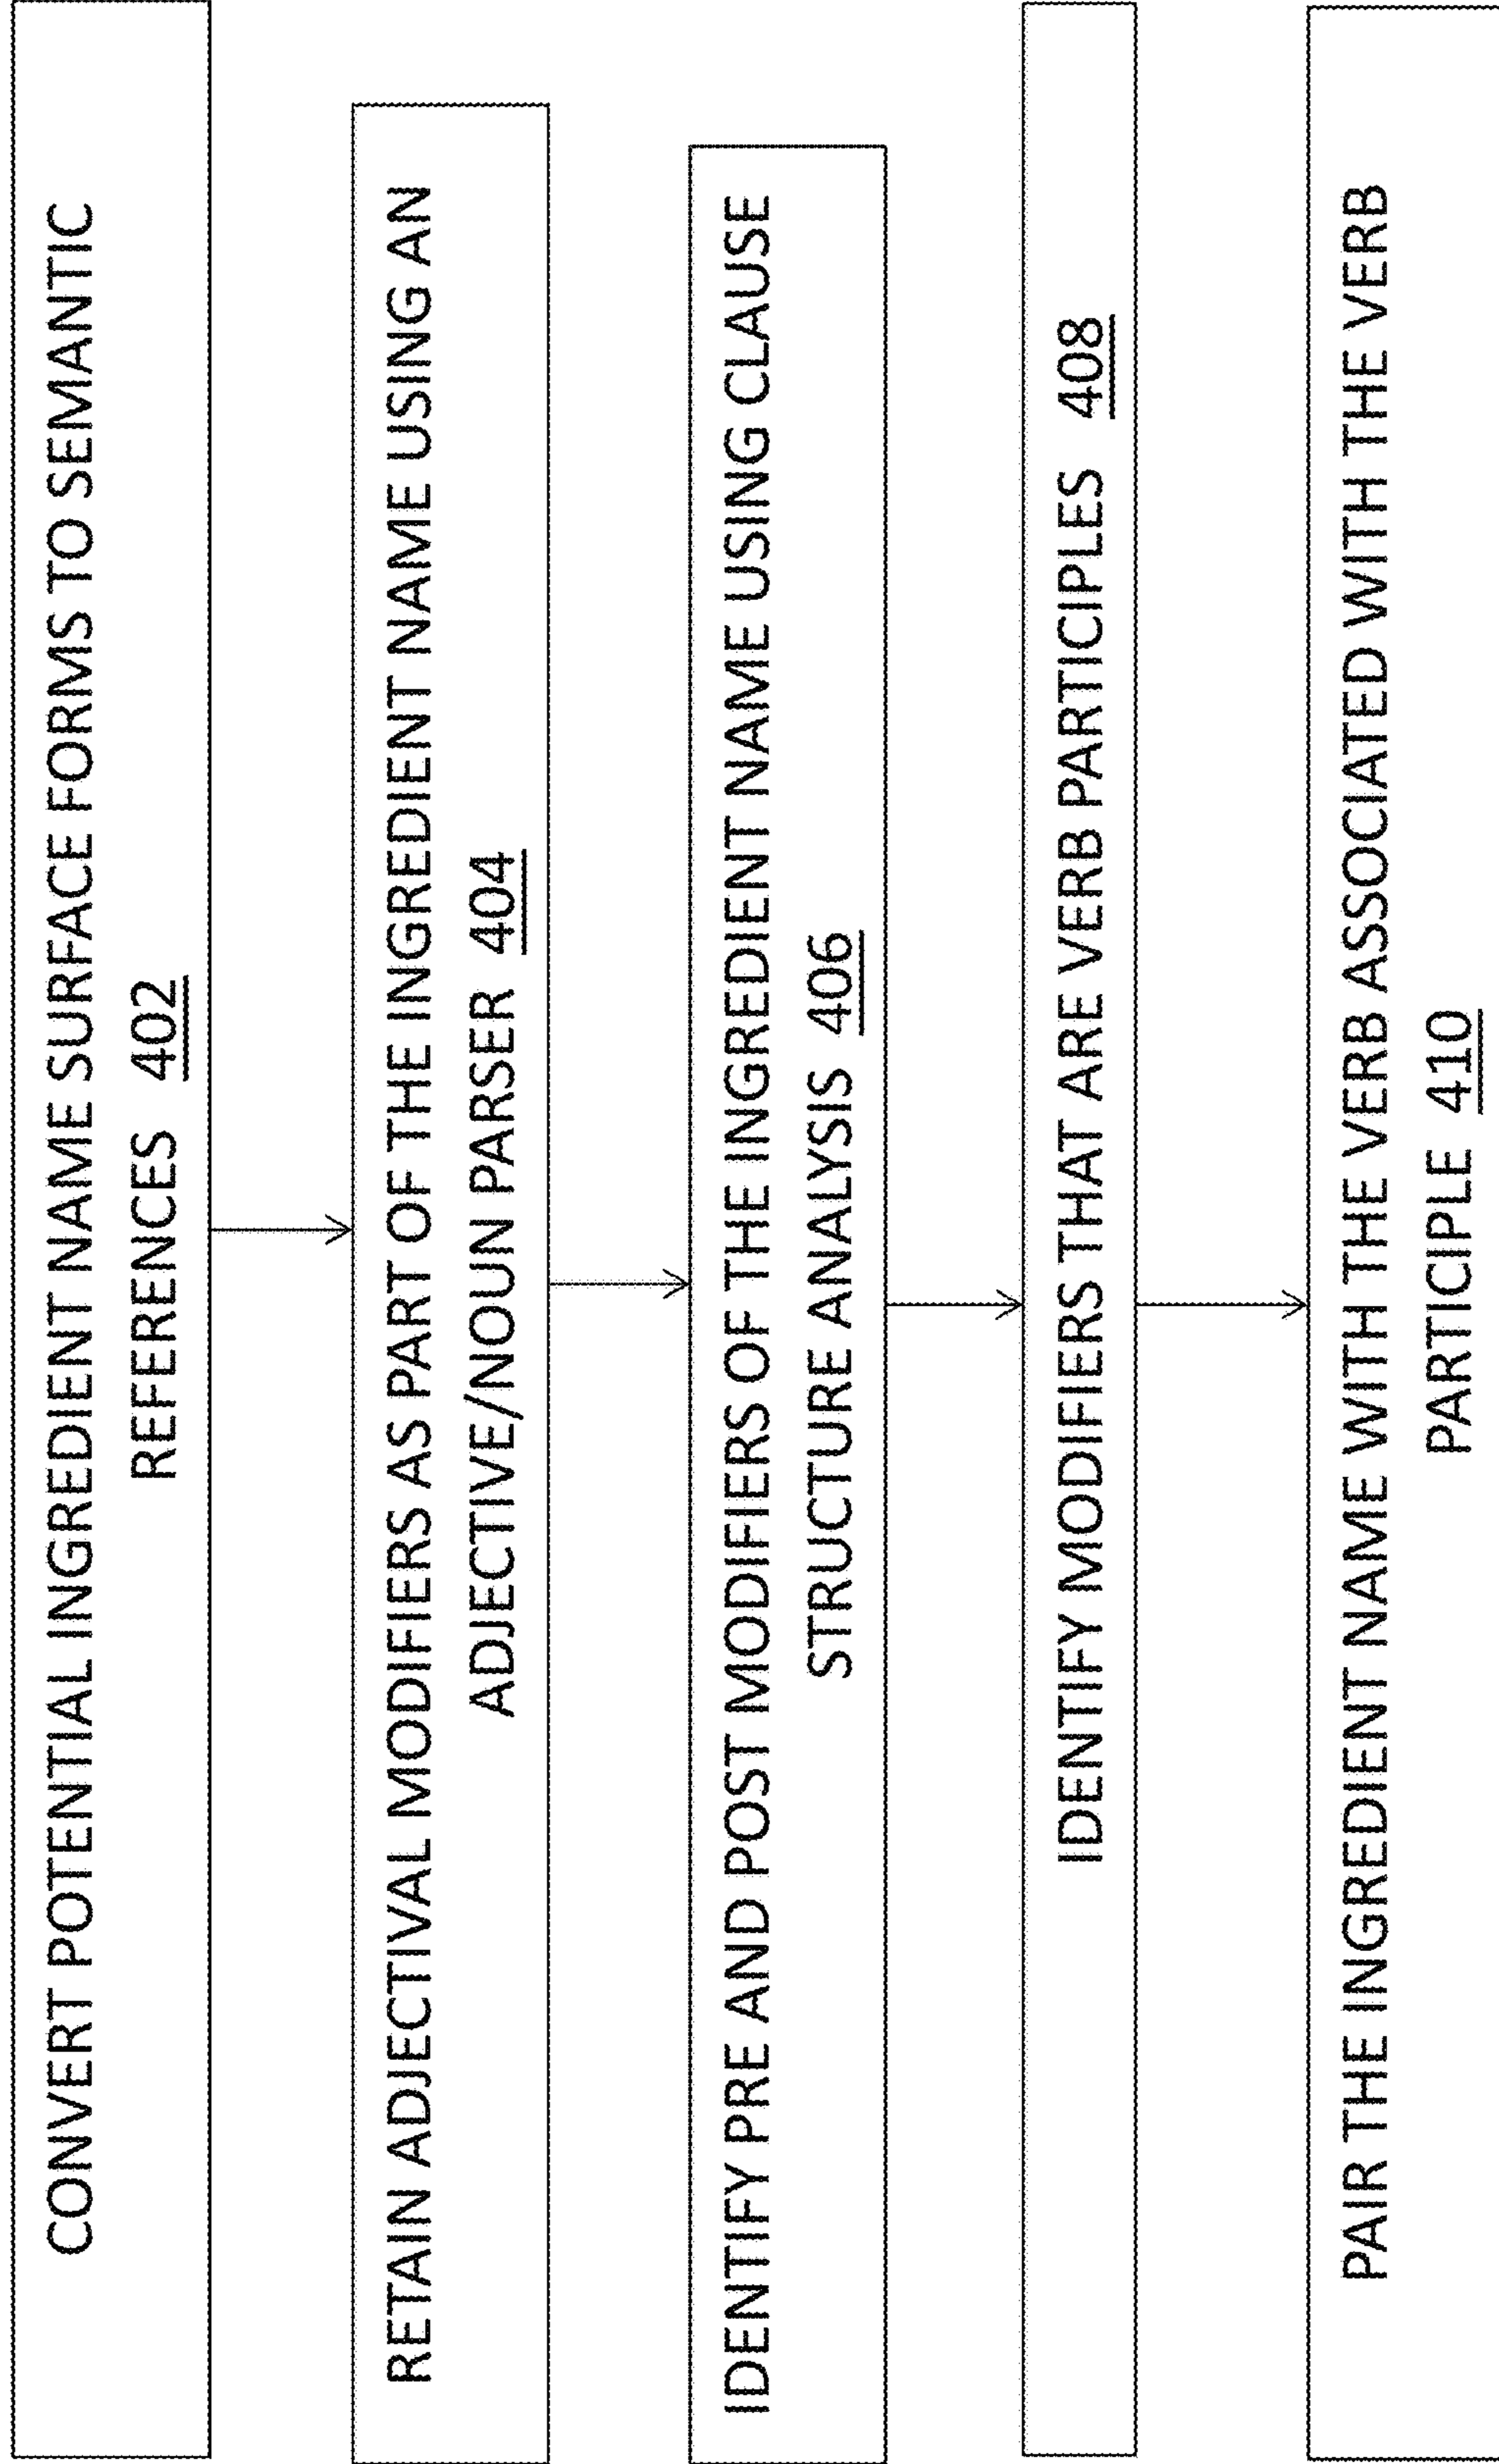 CONVERT POTENTIAL INGREDIENT NAME SURFACE FORMS TO SEMANTIC
REFERENCES 402
RETAIN ADJECTIVAL MODIFIERS AS PART OF THE INGREDIENT NAME USING AN
ADJECTIVE/NOUN PARSER 404
IDENTIFY PRE AND POST MODIFIERS OF THE INGREDIENT NAME USING CLAUSE
STRUCTURE ANALYSIS 406
IDENTIFY MODIFIERS THAT ARE VERB PARTICIPLES 408
PAIR THE INGREDIENT NAME WITH THE VERB ASSOCIATED WITH THE VERB
PARTICIPLE 410